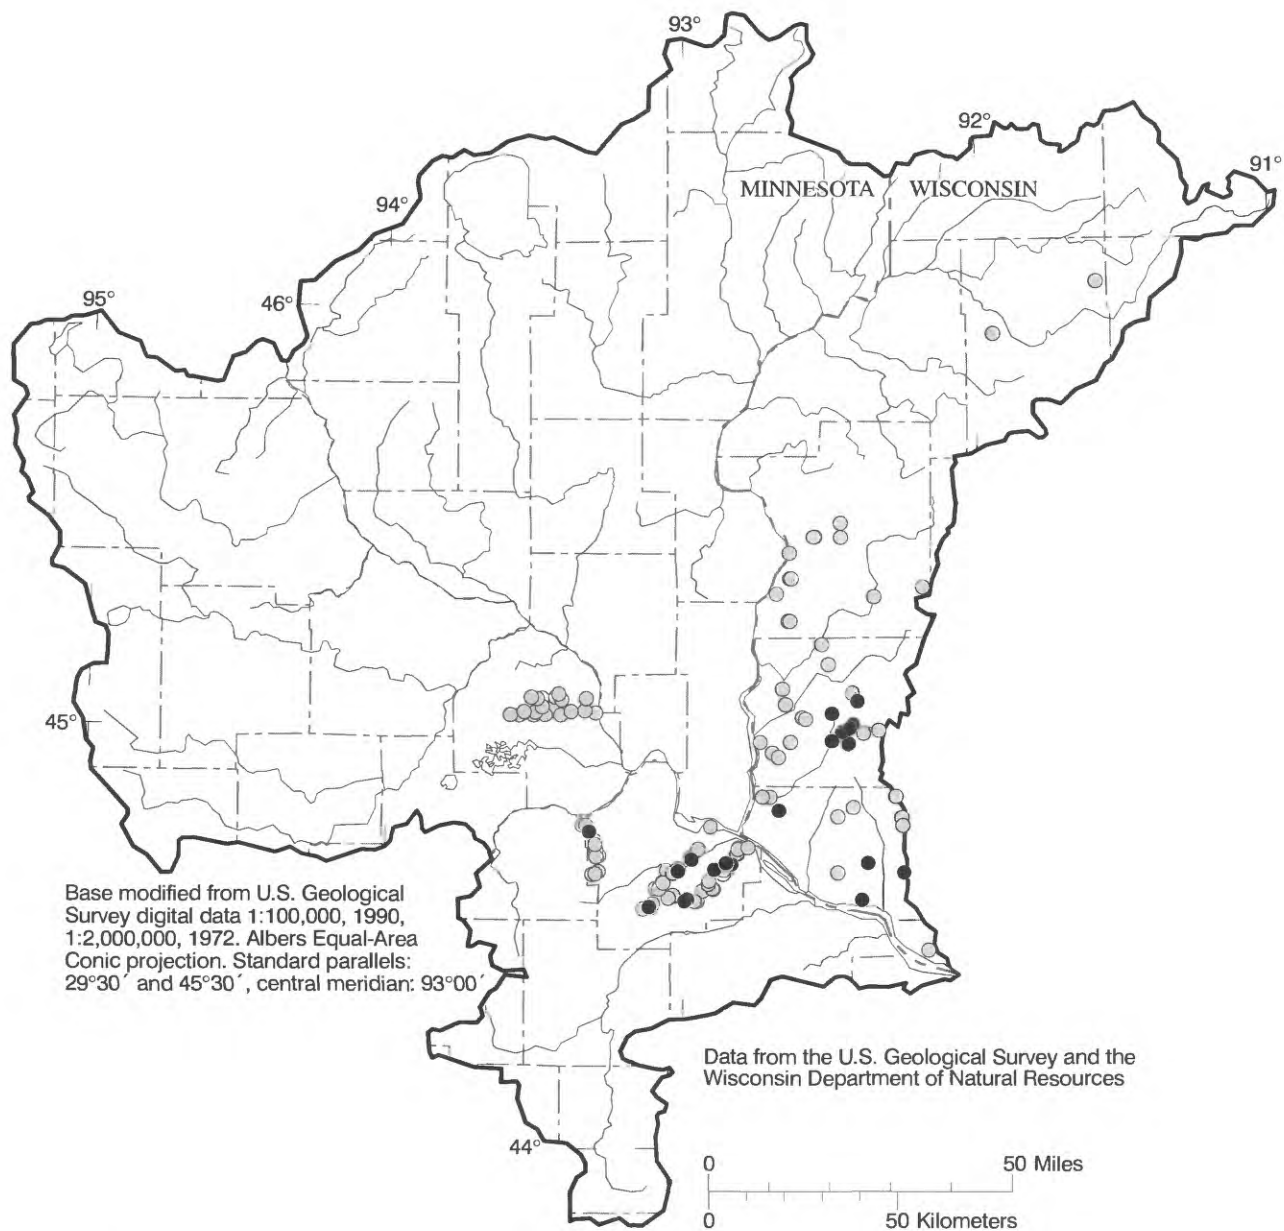 93°
92°
91°
MINNESOTA WISCONSIN
94°
46°
95°
45°
Base modified from U.S. Geological
Survey digital data 1:100,000, 1990,
1:2,000,000, 1972. Albers Equal-Area
Conic projection. Standard parallels:
29°30´ and 45°30´, central meridian: 93°00´
Data from the U.S. Geological Survey and the
Wisconsin Department of Natural Resources
44°
0 50 Miles
0 50 Kilometers